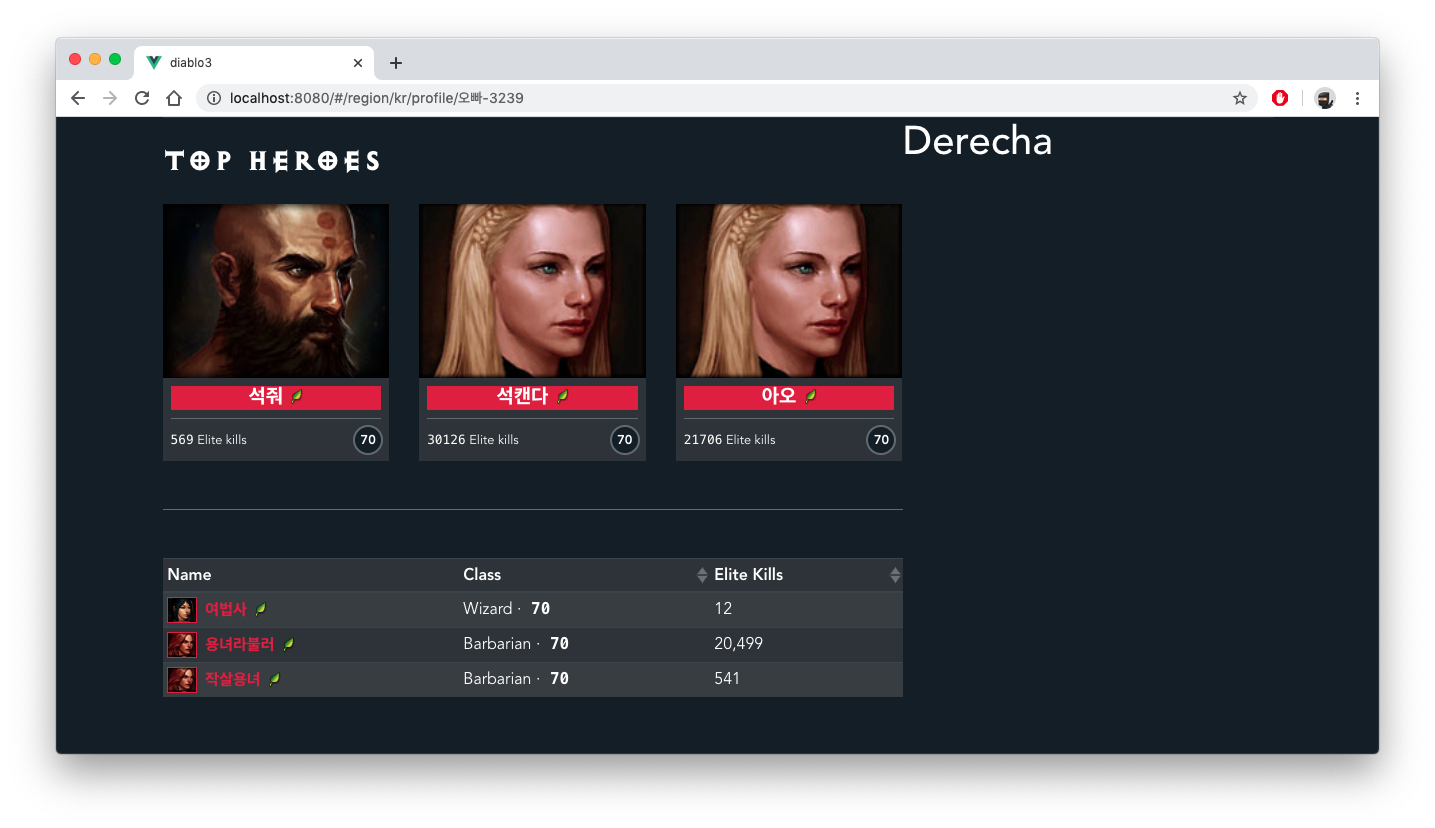 diablo3
localhost:8080/#/region/kr/profile/오빠-3239
Derecha
TOP HEROES
석줘
569 Elite kills
70
석캔다
30126 Elite kills
70
아오
21706 Elite kills
70
Name Class Elite Kills
여법사 Wizard · 70 12
용녀라불러 Barbarian · 70 20,499
작살용녀 Barbarian · 70 541